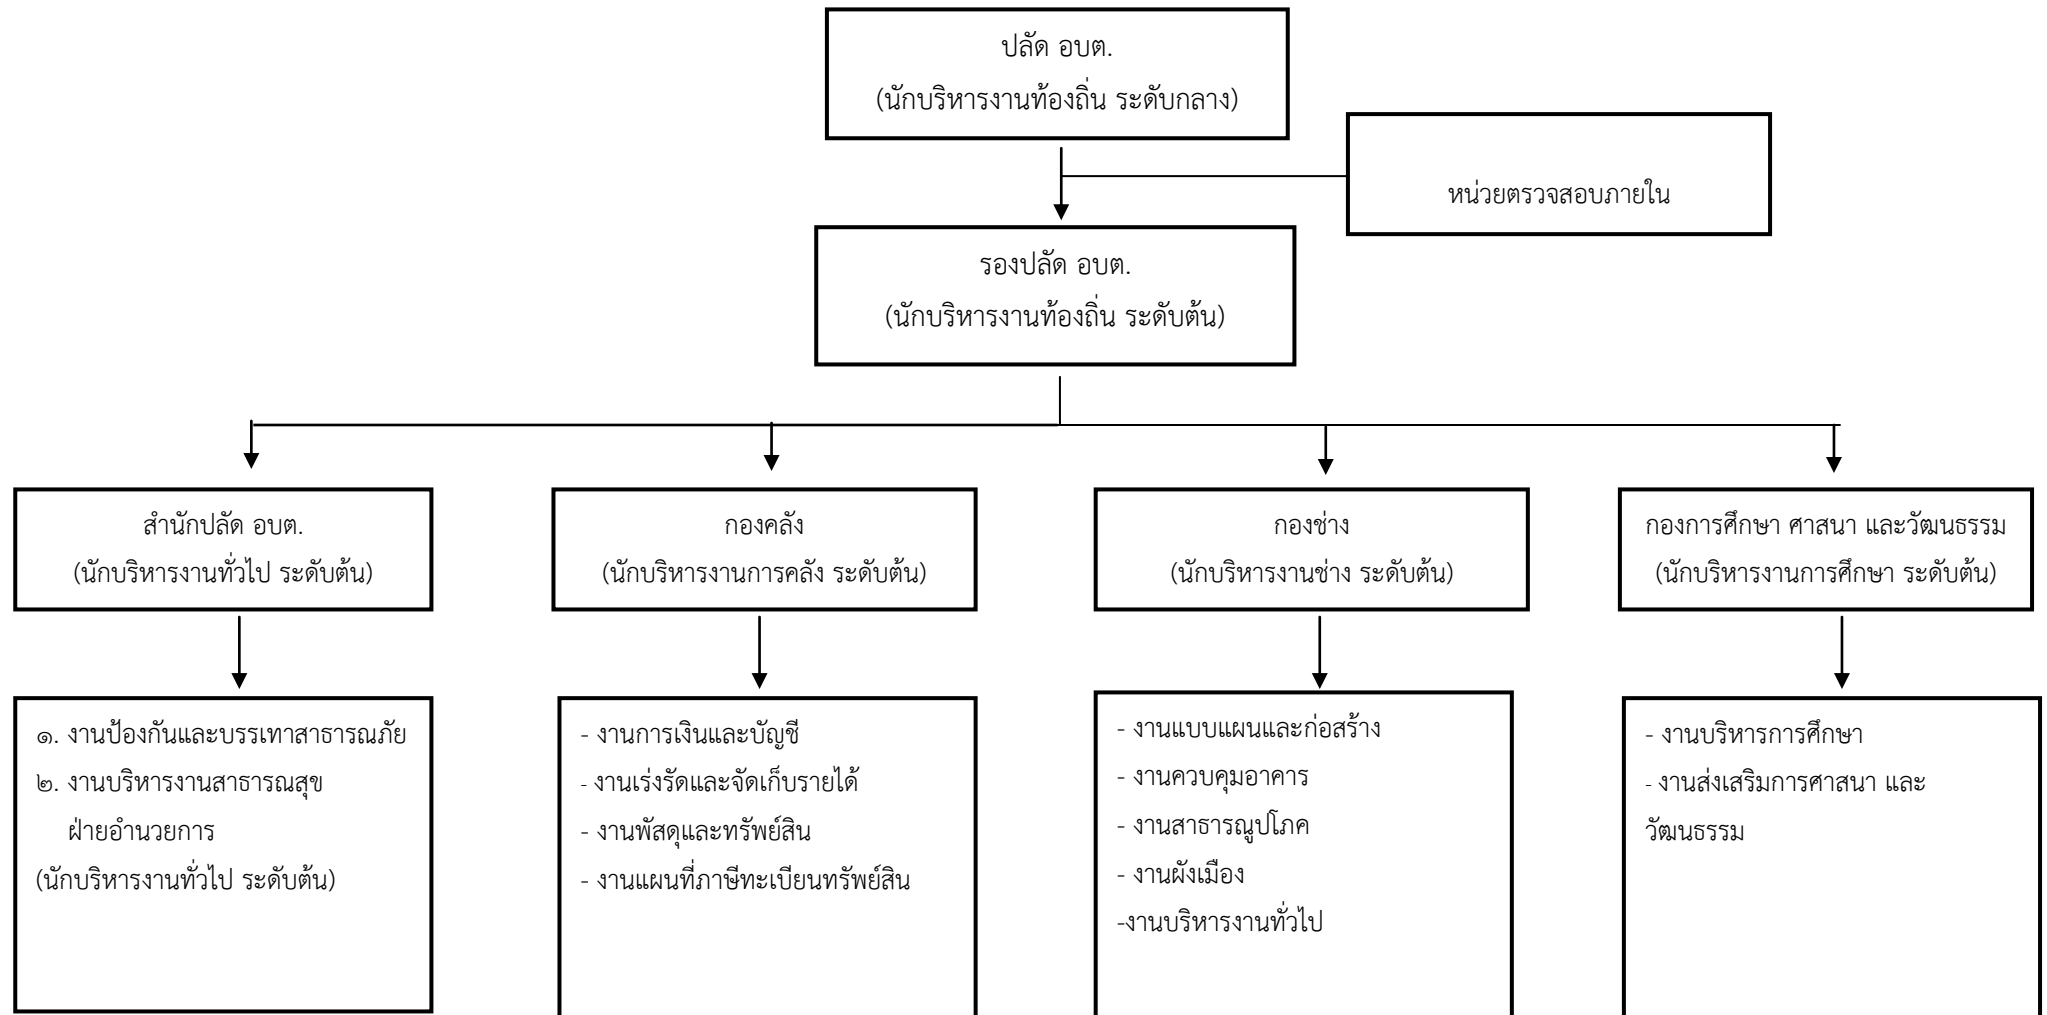 ปลัด อบต.
(นักบริหารงานท้องถิ่น ระดับกลาง)
หน่วยตรวจสอบภายใน
รองปลัด อบต.
(นักบริหารงานท้องถิ่น ระดับต้น)
สำนักปลัด อบต.
(นักบริหารงานทั่วไป ระดับต้น)
กองคลัง
(นักบริหารงานการคลัง ระดับต้น)
กองช่าง
(นักบริหารงานช่าง ระดับต้น)
กองการศึกษา ศาสนา และวัฒนธรรม
(นักบริหารงานการศึกษา ระดับต้น)
๑. งานป้องกันและบรรเทาสาธารณภัย
๒. งานบริหารงานสาธารณสุข
ฝ่ายอำนวยการ
(นักบริหารงานทั่วไป ระดับต้น)
- งานการเงินและบัญชี
- งานเร่งรัดและจัดเก็บรายได้
- งานพัสดุและทรัพย์สิน
- งานแผนที่ภาษีทะเบียนทรัพย์สิน
- งานแบบแผนและก่อสร้าง
- งานควบคุมอาคาร
- งานสาธารณูปโภค
- งานผังเมือง
-งานบริหารงานทั่วไป
- งานบริหารการศึกษา
- งานส่งเสริมการศาสนา และ
วัฒนธรรม